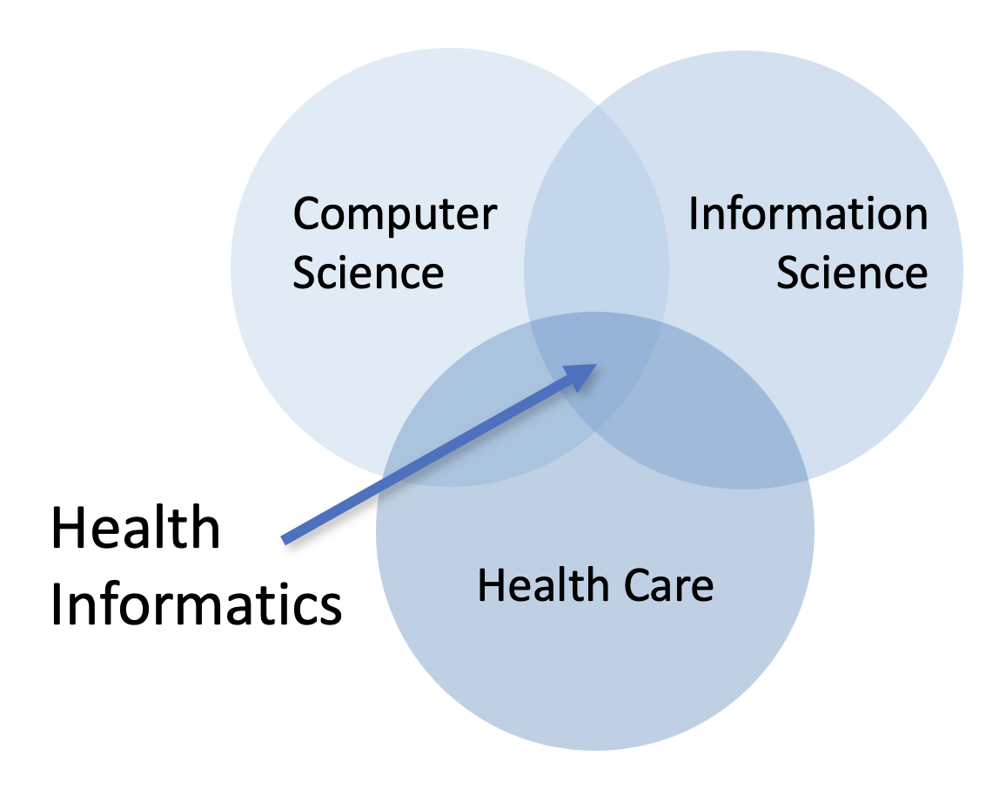 Computer
Science
Information
Science
Health
Informatics
Health Care